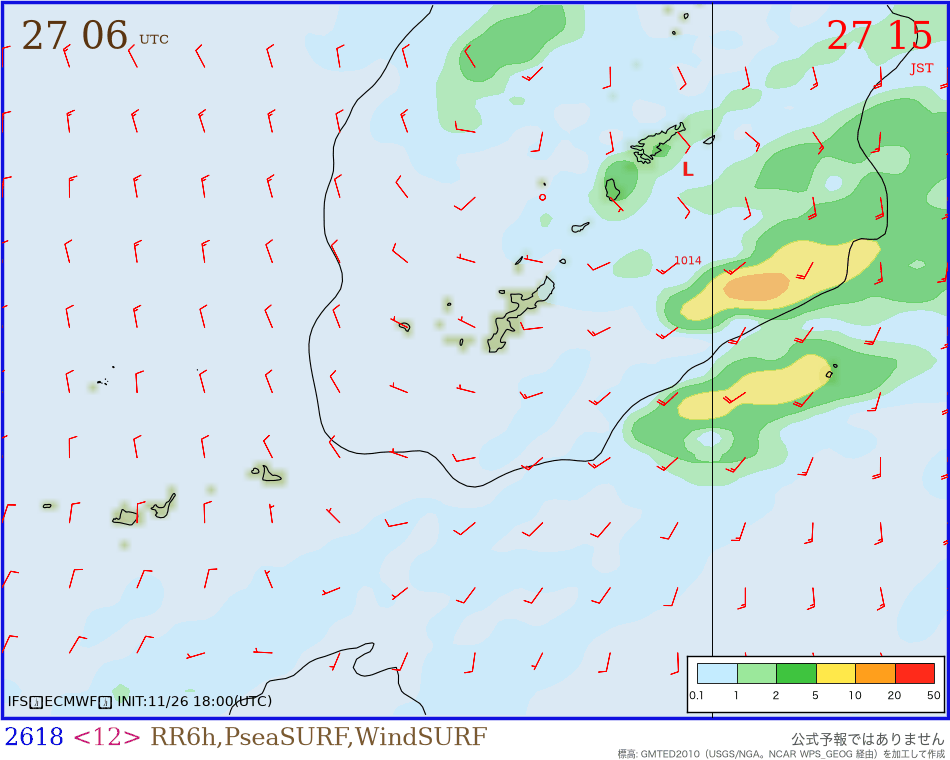 27 06 UTC
27 15
JST
L
1014
IFS ECMWF INIT:11/26 18:00(UTC)
0.1 1 2 5 10 20 50
2618 <12> RR6h,PseaSURF,WindSURF
公式予報ではありません
標高: GMTED2010（USGS/NGA。NCAR WPS_GEOG 経由）を加工して作成